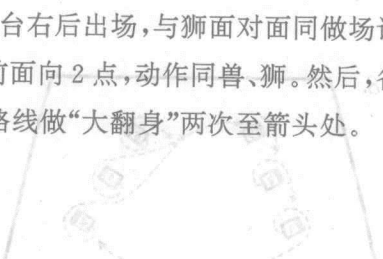 台右后出场，与狮面对面同做场
前面向2点，动作同兽、狮。然后，
路线做“大翻身”两次至箭头处。